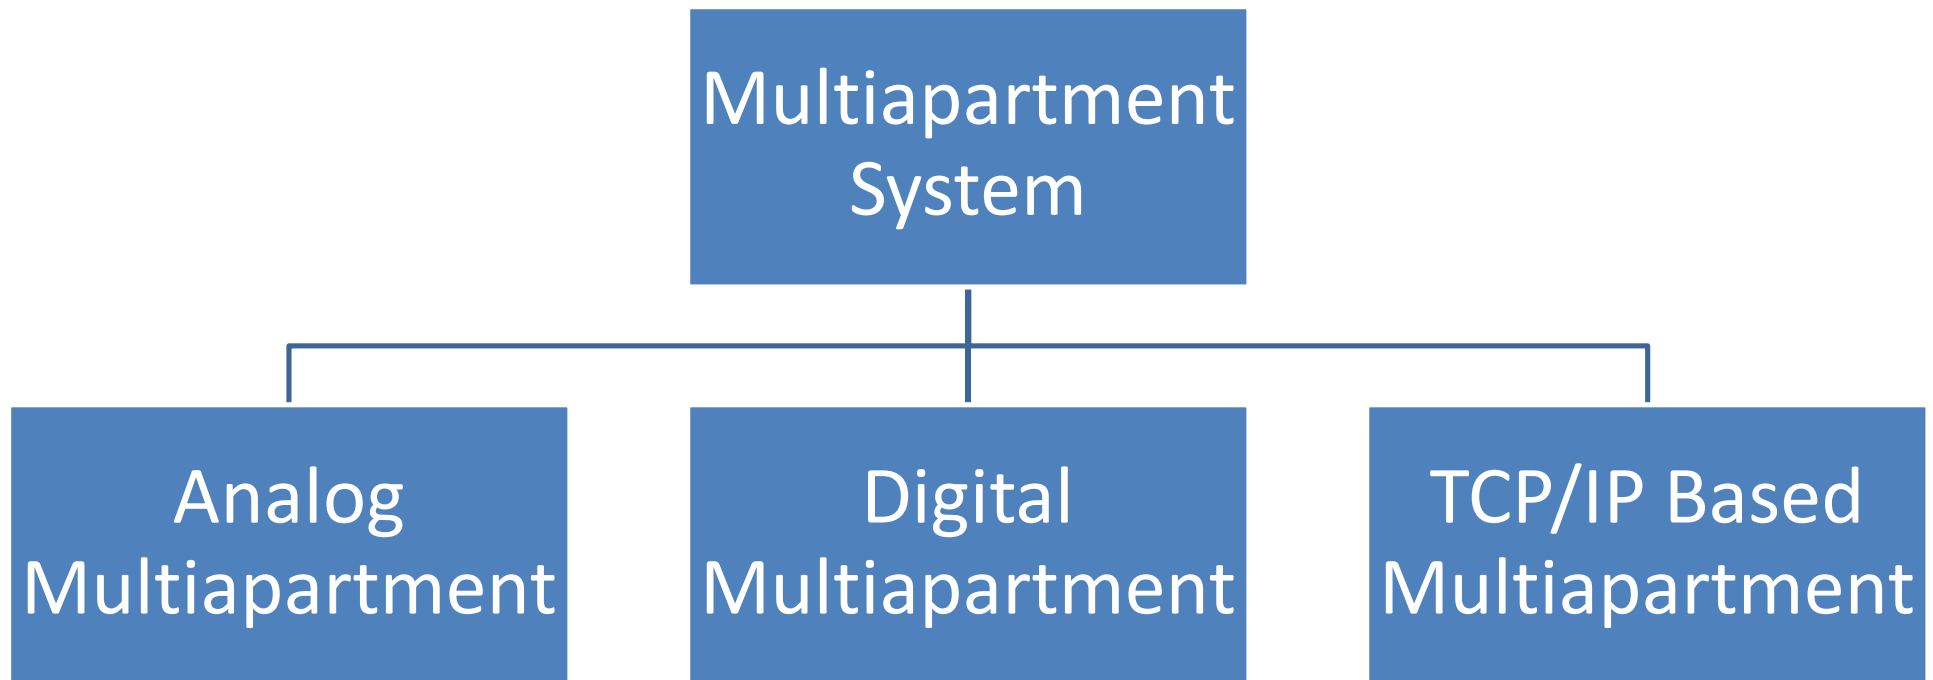 Multiapartment
System
Analog
Multiapartment
Digital
Multiapartment
TCP/IP Based
Multiapartment